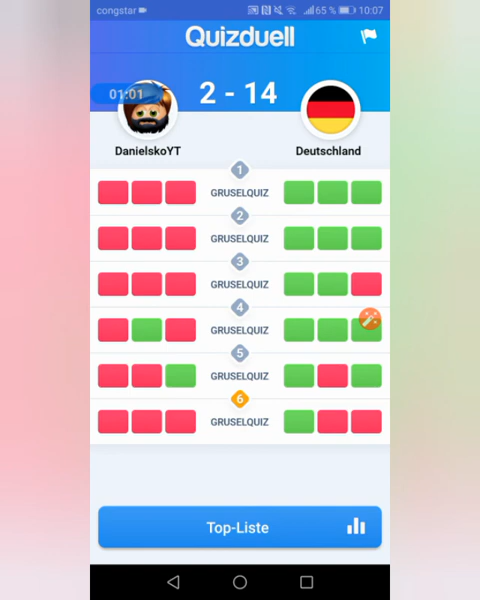 congstar 65 % 10:07
Quizduell
01:01
2 - 14
DanielskoYT Deutschland
1
GRUSELQUIZ
2
GRUSELQUIZ
3
GRUSELQUIZ
4
GRUSELQUIZ
5
GRUSELQUIZ
6
GRUSELQUIZ
Top-Liste